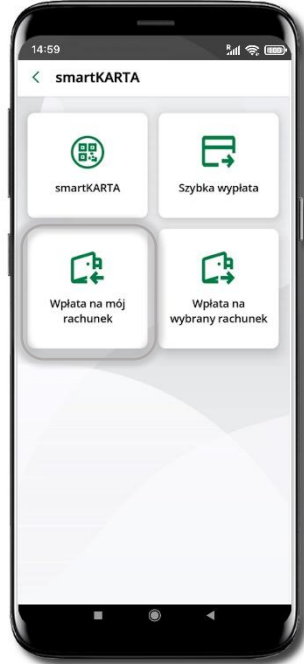 14:59
smartKARTA
smartKARTA
Szybka wypłata
Wpłata na mój
rachunek
Wpłata na
wybrany rachunek